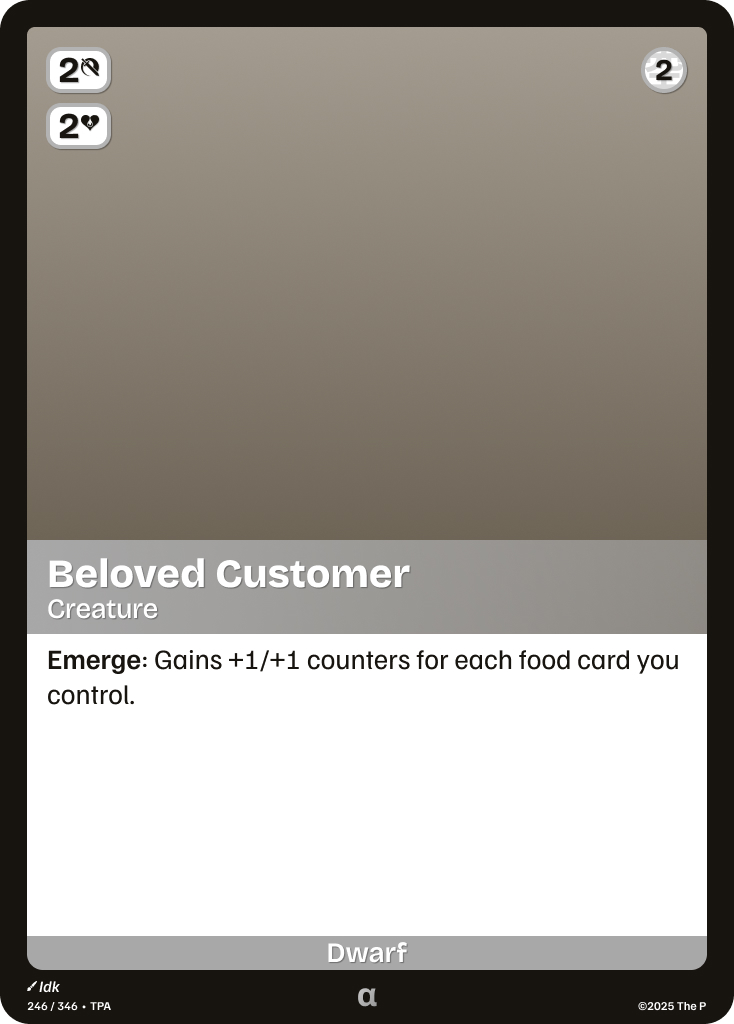 2
2
2
Beloved Customer
Creature
Emerge: Gains +1/+1 counters for each food card you
control.
Dwarf
Idk
246 / 346 • TPA
α
©2025 The P